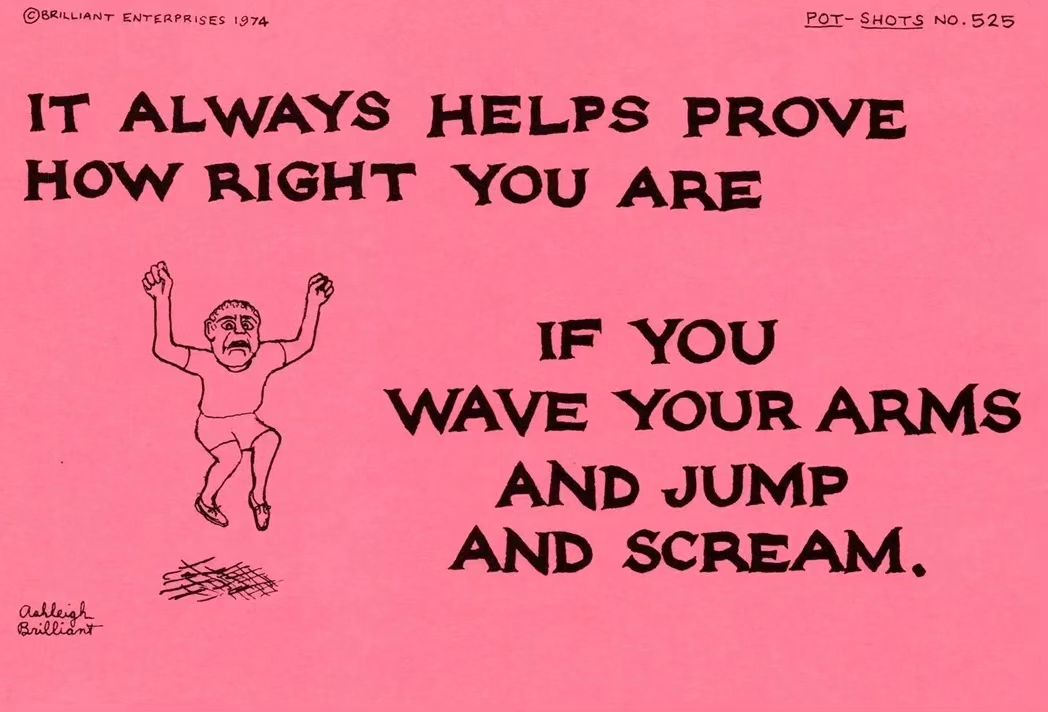 ©BRILLIANT ENTERPRISES 1974
POT-SHOTS NO. 525
IT ALWAYS HELPS PROVE
HOW RIGHT YOU ARE
IF YOU
WAVE YOUR ARMS
AND JUMP
AND SCREAM.
Ashleigh
Brilliant